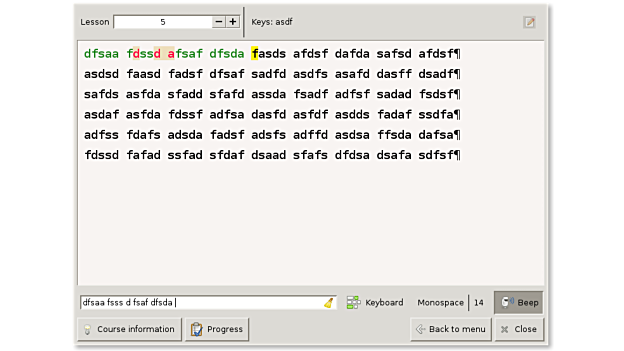 Lesson 5 − + Keys: asdf
dfsaa fdssd afsaf dfsda fasds afdsf dafda safsd afdsf¶
asdsd faasd fadsf dfsaf sadfd asdfs asafd dasff dsadf¶
safds asfda sfadd sfafd assda fsadf adfsf sadad fsdsf¶
asdaf asfda fdssf adfsa dasfd asfdf asdds fadaf ssdfa¶
adfss fdafs adsda fadsf adsfs adffd asdsa ffsda dafsa¶
fdssd fafad ssfad sfdaf dsaad sfafs dfdsa dsafa sdfsf¶
dfsaa fsss d fsaf dfsda Keyboard Monospace 14 Beep
Course information Progress Back to menu Close